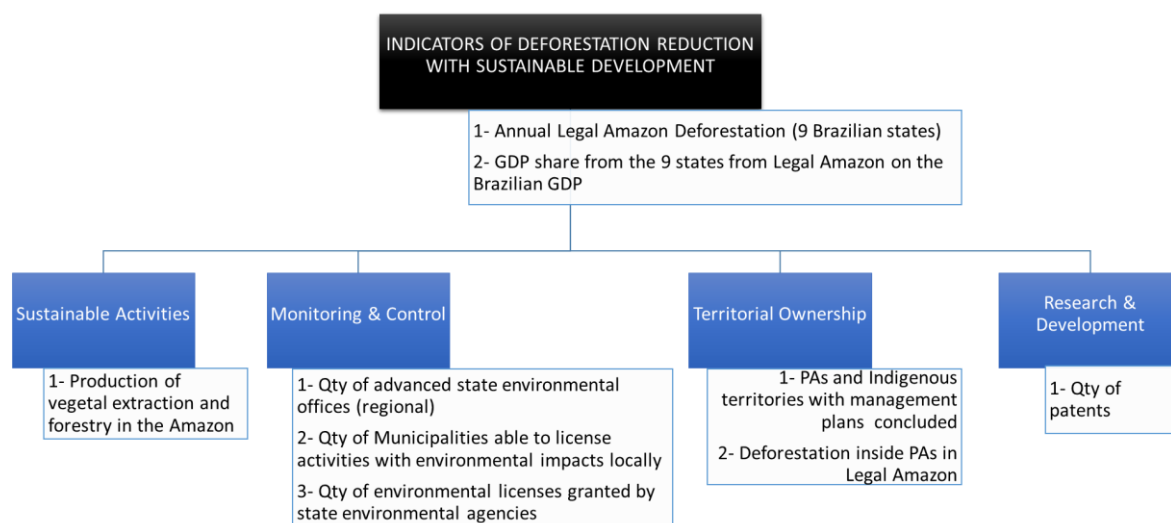 INDICATORS OF DEFORESTATION REDUCTION
WITH SUSTAINABLE DEVELOPMENT
1- Annual Legal Amazon Deforestation (9 Brazilian states)
2- GDP share from the 9 states from Legal Amazon on the
Brazilian GDP
Sustainable Activities
1- Production of
vegetal extraction and
forestry in the Amazon
Monitoring & Control
1- Qty of advanced state environmental
offices (regional)
2- Qty of Municipalities able to license
activities with environmental impacts locally
3- Qty of environmental licenses granted by
state environmental agencies
Territorial Ownership
1- PAs and Indigenous
territories with management
plans concluded
2- Deforestation inside PAs in
Legal Amazon
Research &
Development
1- Qty of
patents